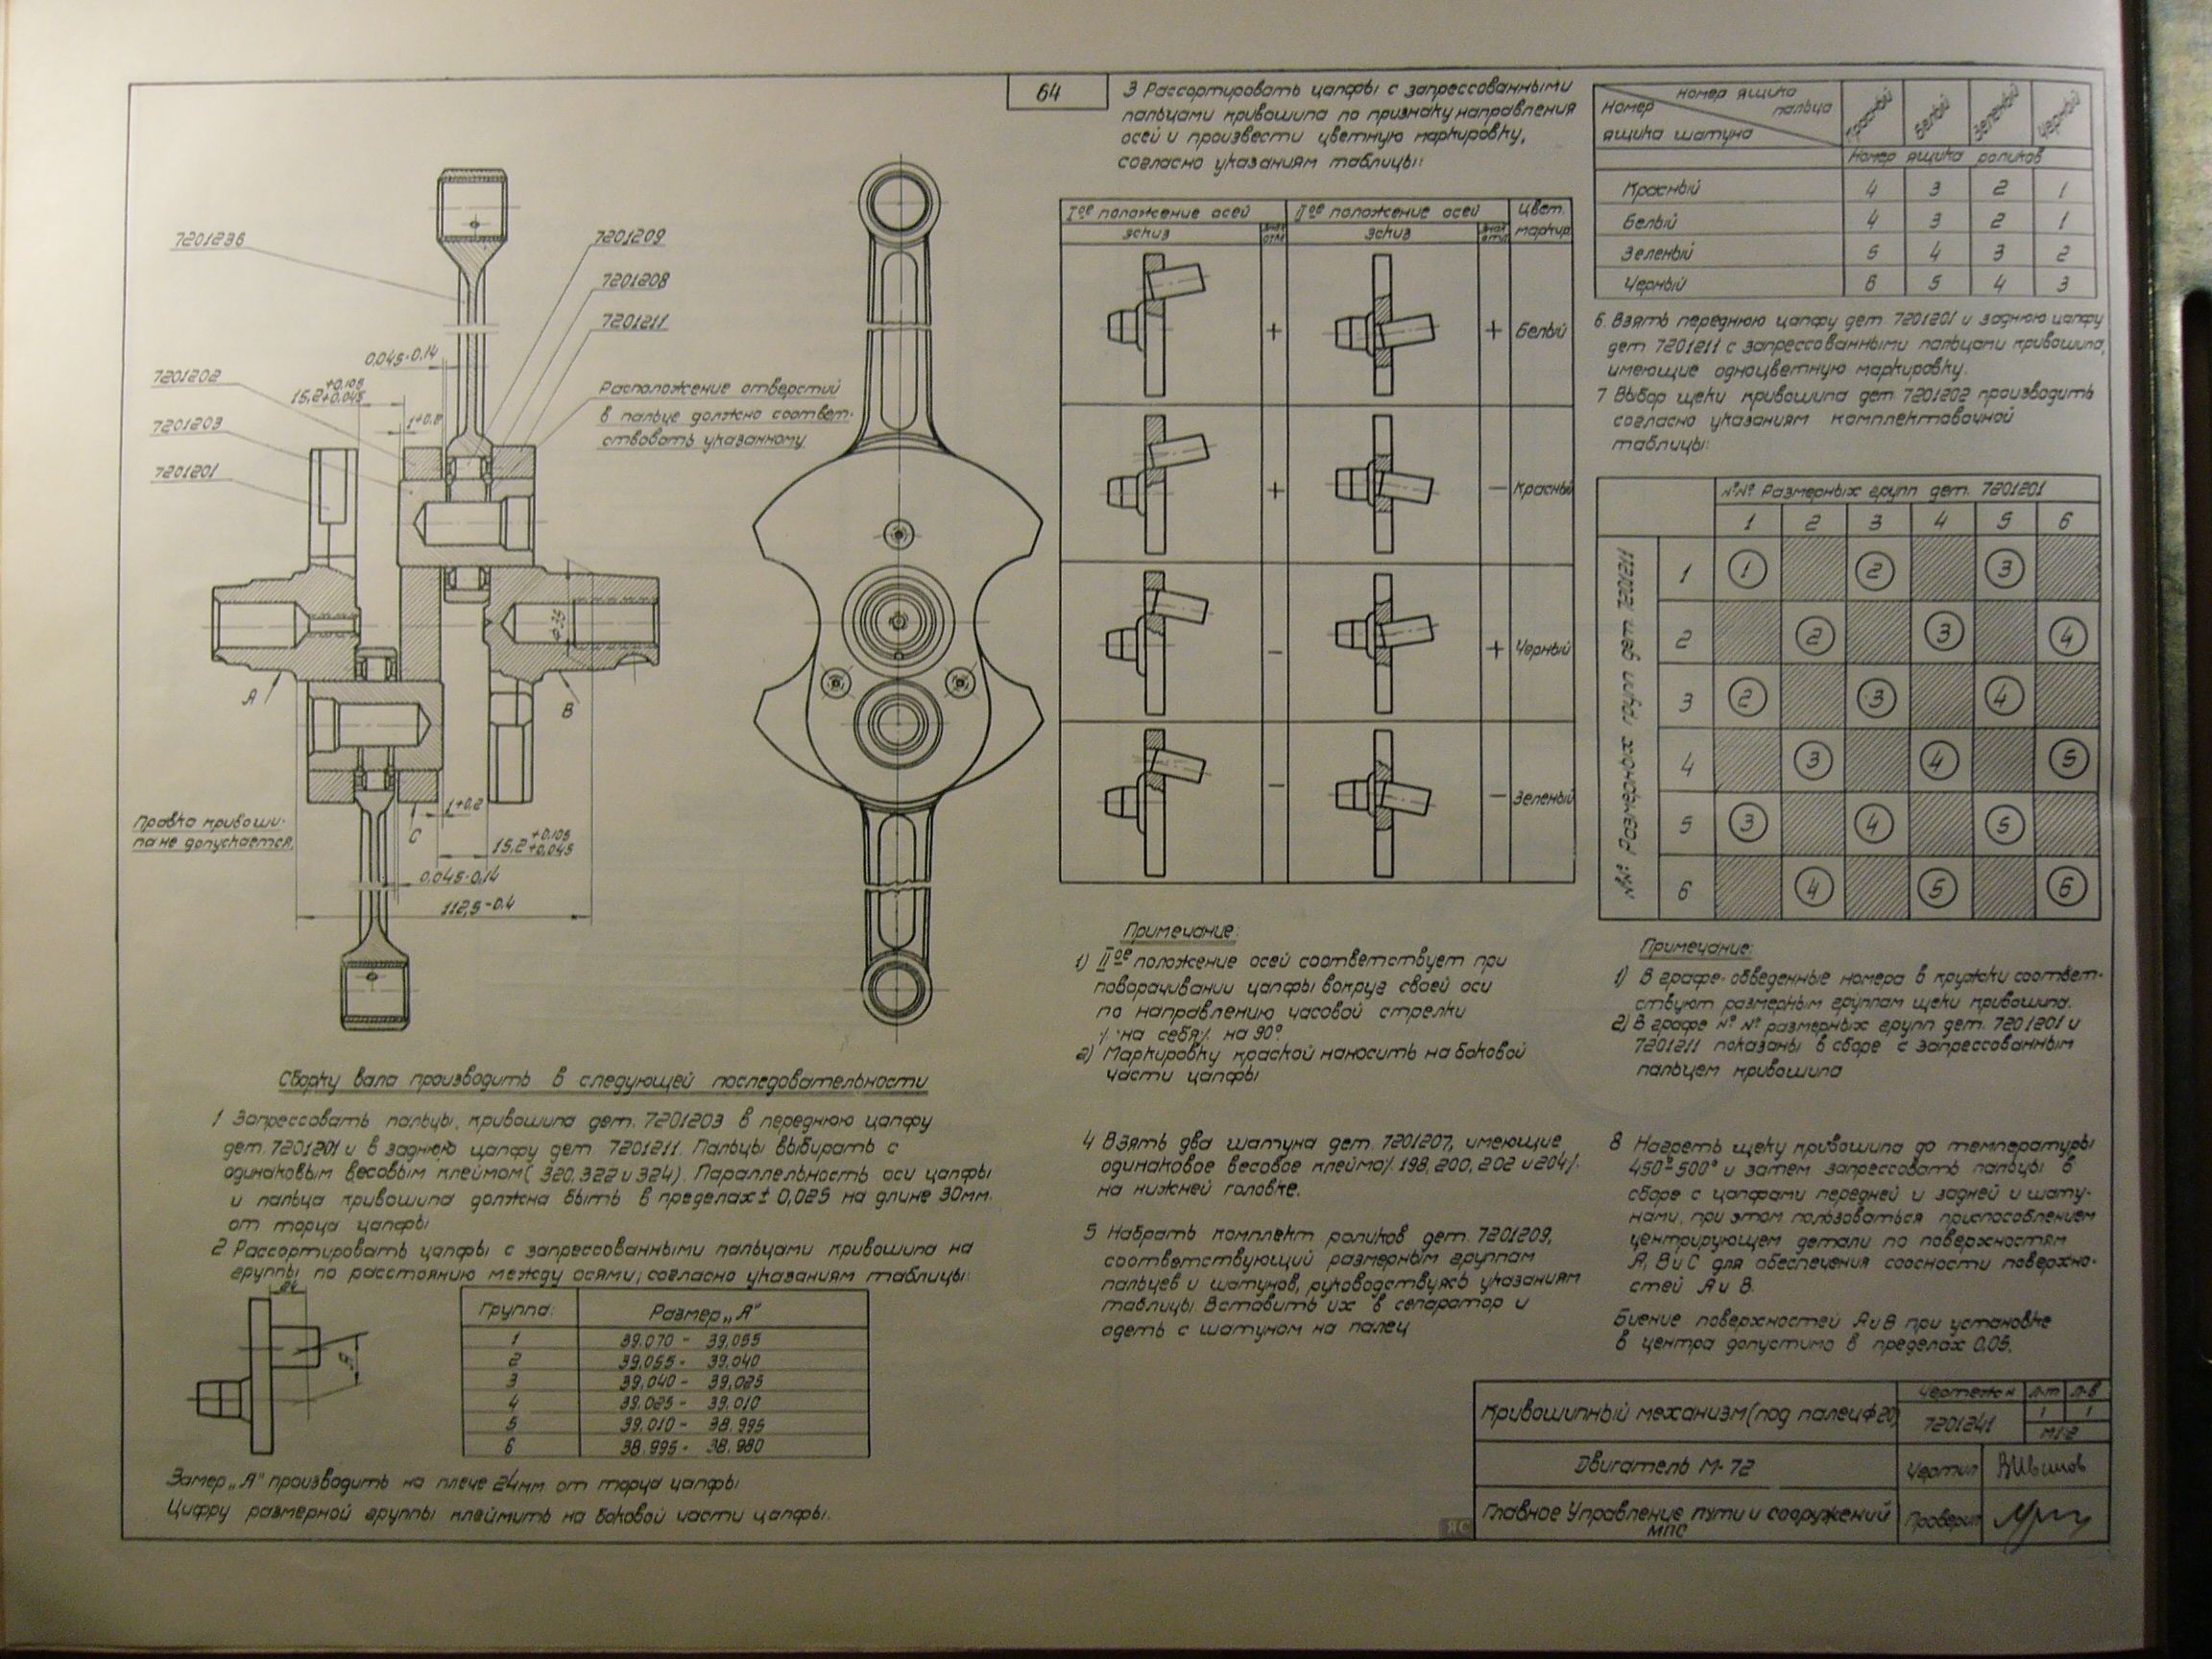 64
7201236
7201209
7201208
7201211
0,045-0,14
7201202
15,2 +0,105 +0,045
1+0,2
7201203
7201201
Расположение отверстий
в пальце должно соответ-
ствовать указанному
A
B
C
Ф35
Правка кривоши-
па не допускается.
1+0,2
15,2 +0,105 +0,045
0,045-0,14
112,5-0,4
Сборку вала производить в следующей последовательности
1 Запрессовать пальцы, кривошипа дет. 7201203 в переднюю цапфу
дет. 7201201 и в заднюю цапфу дет 7201211. Пальцы выбирать с
одинаковым весовым клеймом( 320, 322 и 324). Параллельность оси цапфы
и пальца кривошипа должна быть в пределах ± 0,025 на длине 30мм.
от торца цапфы
2 Рассортировать цапфы с запрессованными пальцами кривошипа на
группы по расстоянию между осями, согласно указаниям таблицы:
24
"А"
Группа: Размер „А"
1 39.070 - 39,055
2 39.055 - 39.040
3 39.040 - 39,025
4 39.025 - 39,010
5 39.010 - 38.995
6 38.995 - 38.980
Замер „А" производить на плече 24мм от торца цапфы
Цифру размерной группы клеймить на боковой части цапфы.
3 Рассортировать цапфы с запрессованными
пальцами кривошипа по признаку направления
осей и произвести цветную маркировку,
согласно указаниям таблицы:
Iое положение осей IIое положение осей Цвет.
эскиз эскиз маркир
+ + Белый
+ - Красный
- + Черный
- - Зеленый
Примечание:
1) IIое положение осей соответствует при
поворачивании цапфы вокруг своей оси
по направлению часовой стрелки
/"на себя"/ на 90°.
2) Маркировку краской наносить на боковой
части цапфы
4 Взять два шатуна дет. 7201207, имеющие
одинаковое весовое клеймо/. 198, 200, 202 и 204/.
на нижней головке.
5 Набрать комплект роликов дет. 7201209,
соответствующий размерным группам
пальцев и шатунов, руководствуясь указаниям
таблицы. Вставить их в сепаратор и
одеть с шатуном на палец
Номер ящика пальца
Номер ящика шатуна
Красный Белый Зеленый Черный
Номер ящика роликов
Красный 4 3 2 1
Белый 4 3 2 1
Зеленый 5 4 3 2
Черный 6 5 4 3
6. Взять переднюю цапфу дет. 7201201 и заднюю цапфу
дет. 7201211 с запрессованными пальцами кривошипа,
имеющие одноцветную маркировку.
7 Выбор щеки кривошипа дет. 7201202 производить
согласно указаниям комплектовочной
таблицы:
№№ Размерных групп дет. 7201201
1 2 3 4 5 6
№№ Размерных групп дет. 7201211
1 1 2 3
2 2 3 4
3 2 3 4
4 3 4 5
5 3 4 5
6 4 5 6
Примечание:
1) В графе-обведенные номера в кружки соответ-
ствуют размерным группам щеки кривошипа.
2) В графе № № размерных групп дет. 7201201 и
7201211 показаны в сборе с запрессованным
пальцем кривошипа
8 Нагреть щеку кривошипа до температуры
450°-500° и затем запрессовать пальцы в
сборе с цапфами передней и задней и шату-
нами, при этом пользоваться приспособлением
центрирующем детали по поверхностям
А, В и С для обеспечения соосности поверхно-
стей А и В.
Биение поверхностей А и В при установке
в центра допустимо в пределах 0,05.
Кривошипный механизм (под палец ф 20)
Чертеж н л-т л-в
7201241 1 1
М1:2
Двигатель М-72
Чертил
Главное Управление пути и сооружений
МПС
Проверил
ЯС